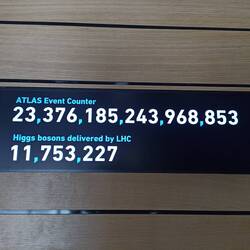 ATLAS Event Counter
23,376,185,243,968,853
Higgs bosons delivered by LHC
11,753,227